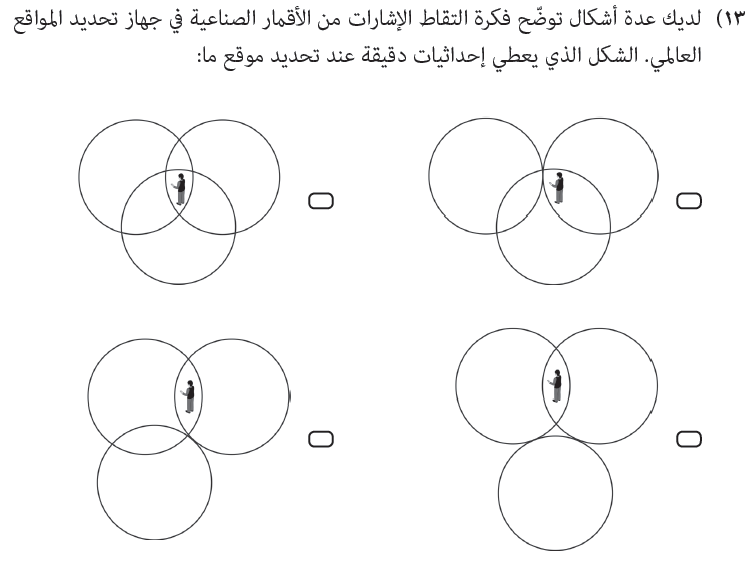 ١٣) لديك عدة أشكال توضّح فكرة التقاط الإشارات من الأقمار الصناعية في جهاز تحديد المواقع
العالمي. الشكل الذي يعطي إحداثيات دقيقة عند تحديد موقع ما: